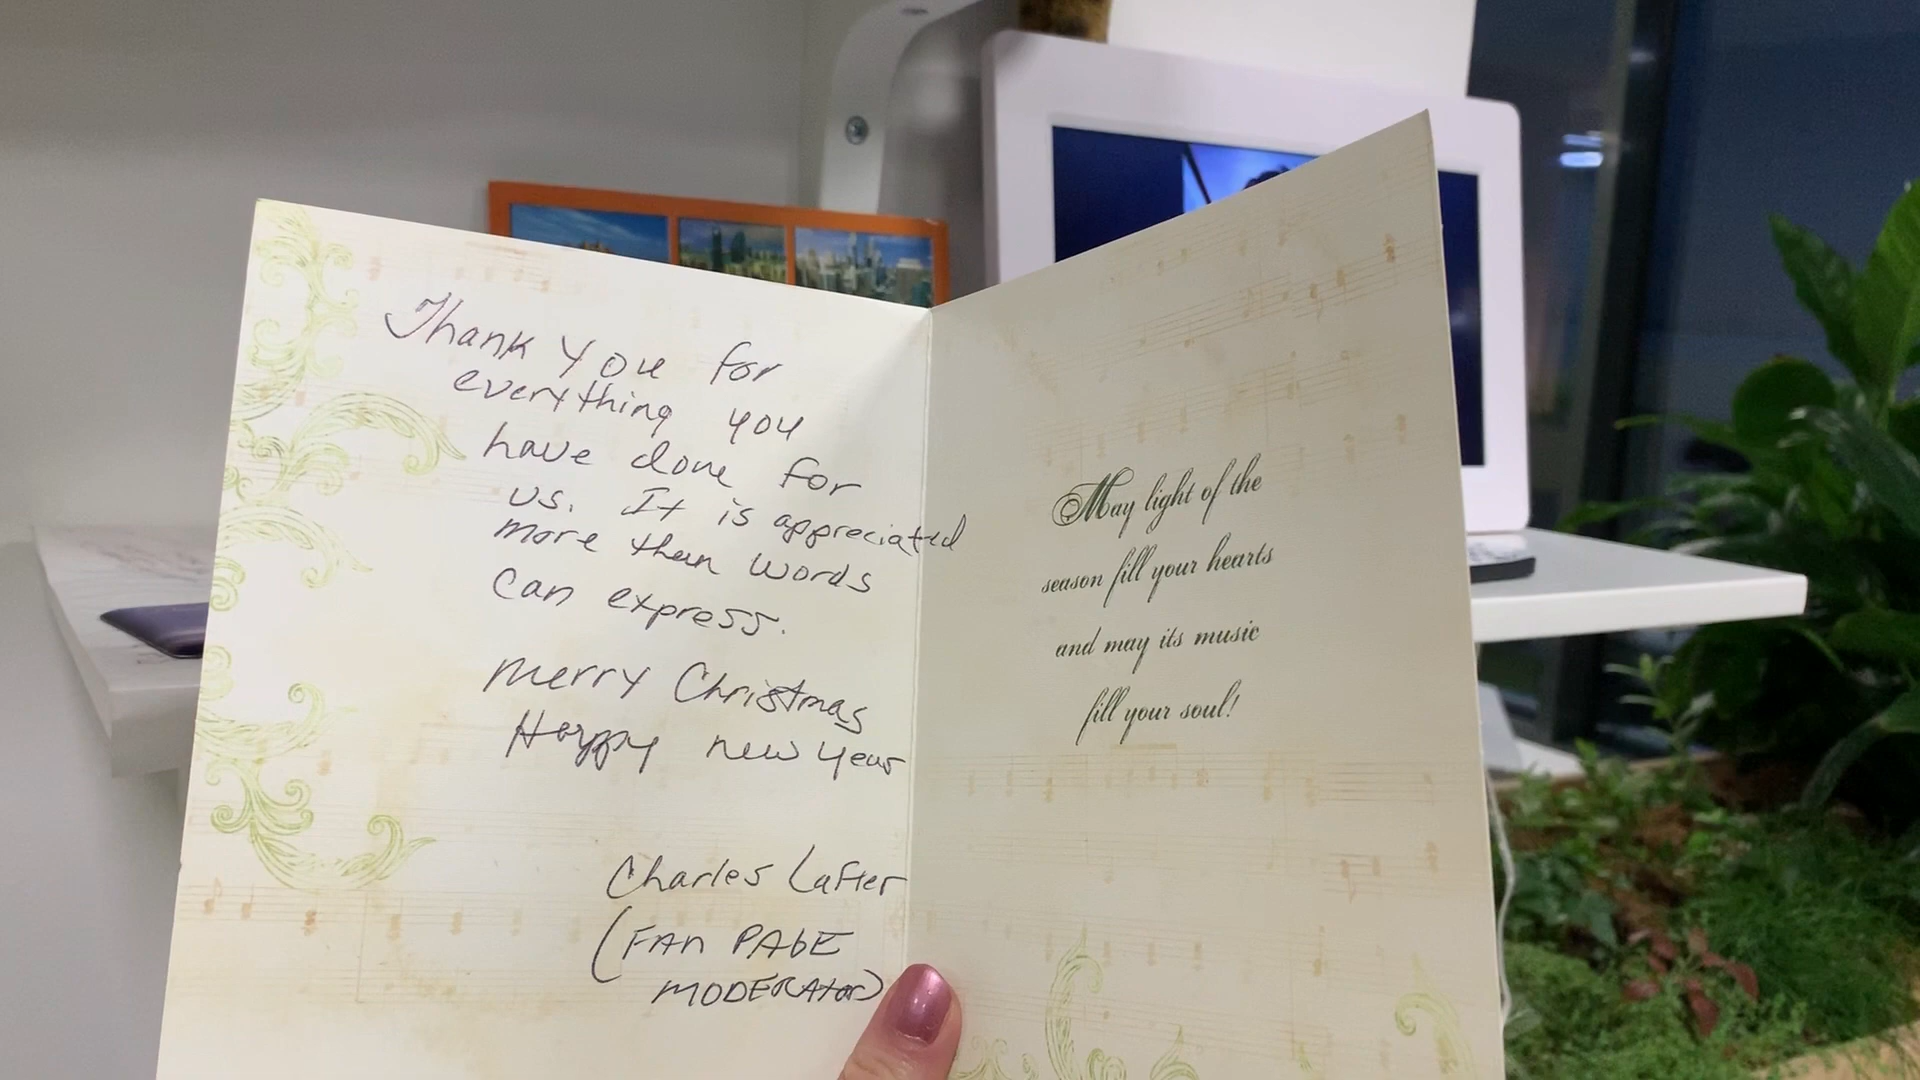 Thank You for
everything you
have done for
us. It is appreciated
more than words
can express.
Merry Christmas
Happy new year
Charles Lafter
(FAN PAGE
MODERATOR)
May light of the
season fill your hearts
and may its music
fill your soul!